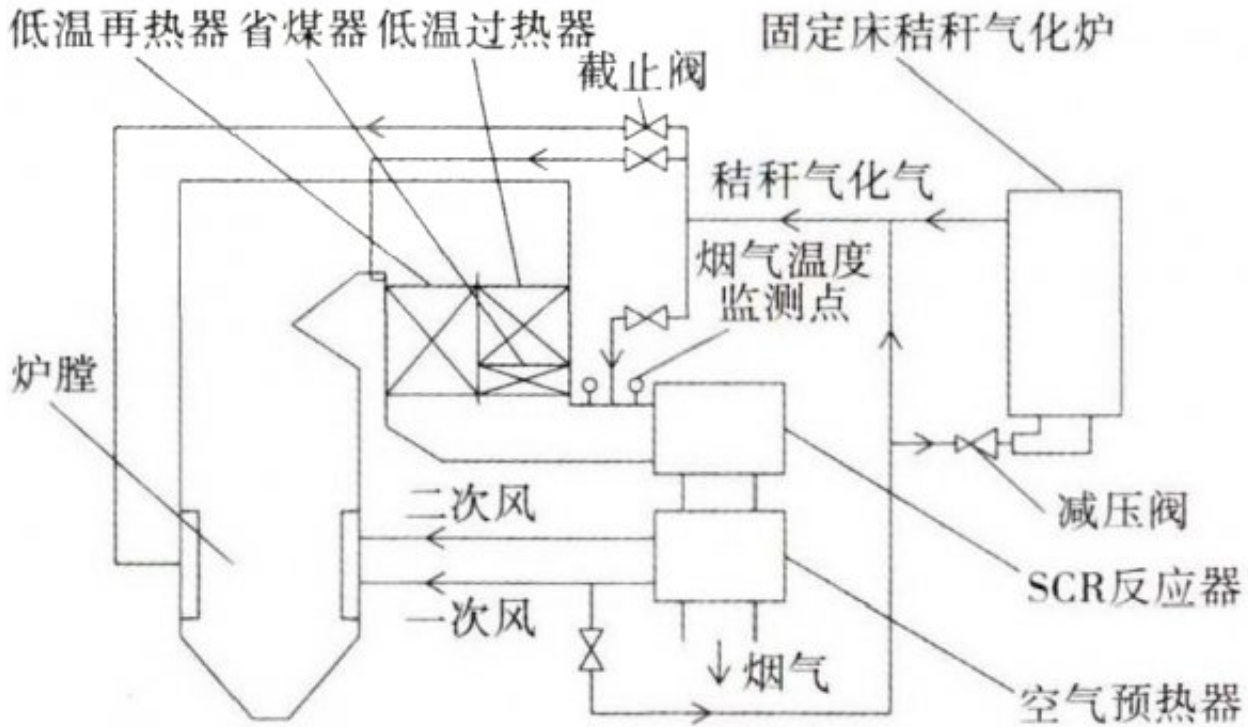 低温再热器 省煤器 低温过热器
固定床秸秆气化炉
截止阀
秸秆气化气
烟气温度
监测点
炉膛
二次风
减压阀
SCR反应器
一次风
烟气
空气预热器